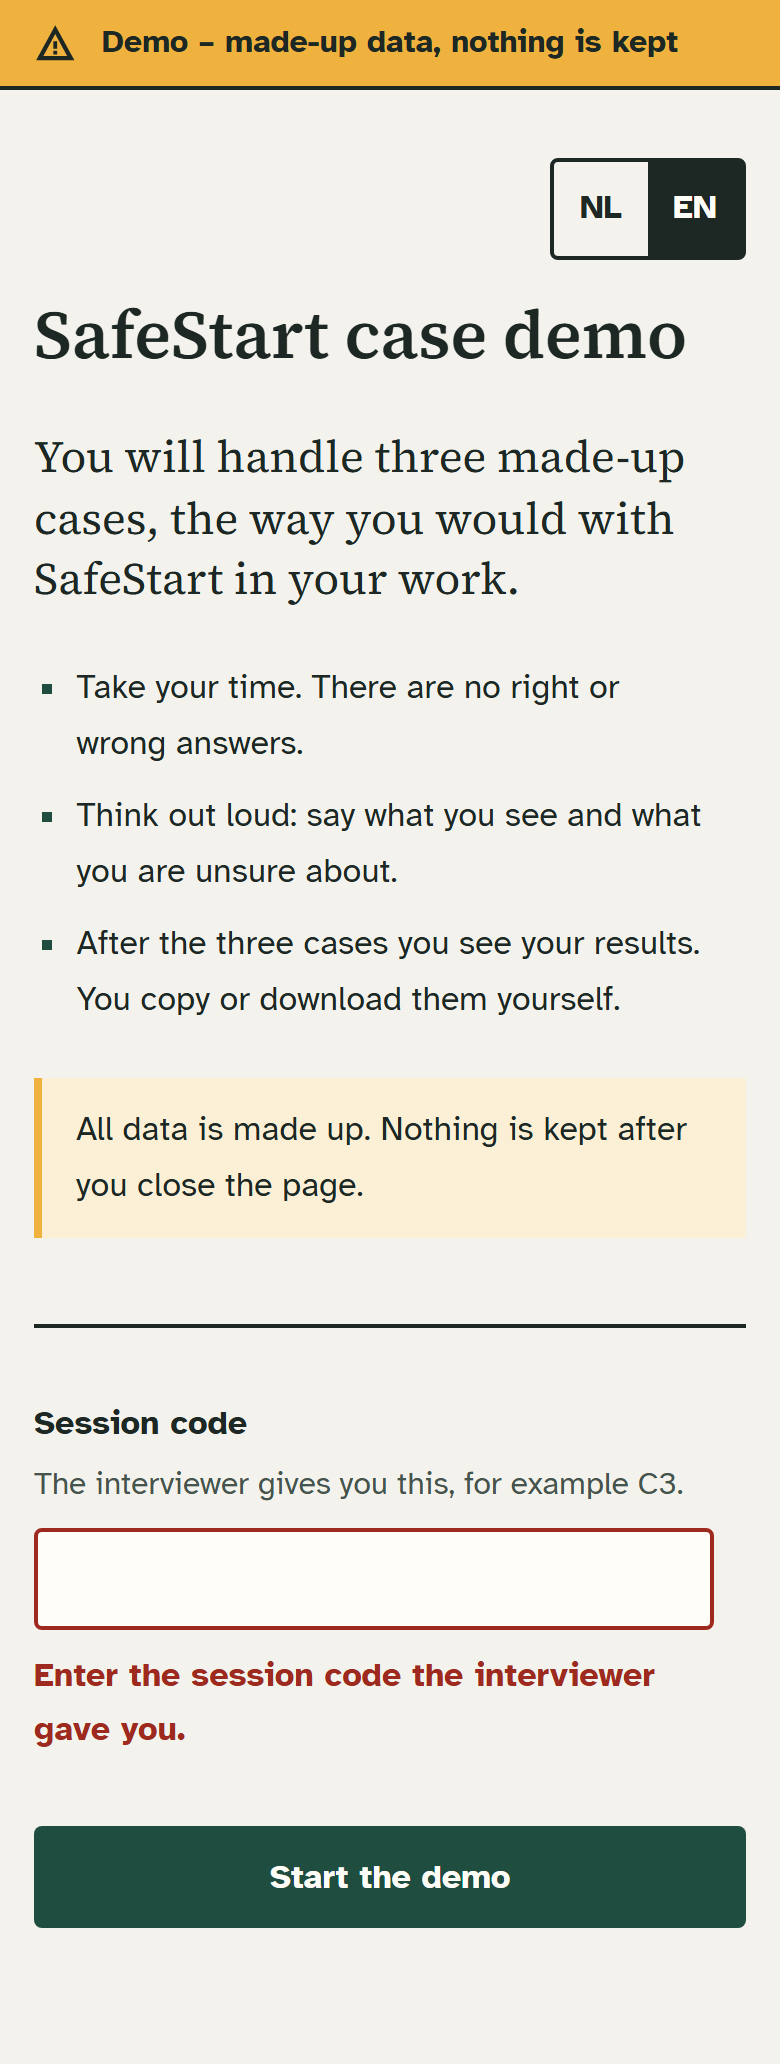 Demo – made-up data, nothing is kept
NL EN
SafeStart case demo
You will handle three made-up
cases, the way you would with
SafeStart in your work.
Take your time. There are no right or
wrong answers.
Think out loud: say what you see and what
you are unsure about.
After the three cases you see your results.
You copy or download them yourself.
All data is made up. Nothing is kept after
you close the page.
Session code
The interviewer gives you this, for example C3.
Enter the session code the interviewer
gave you.
Start the demo